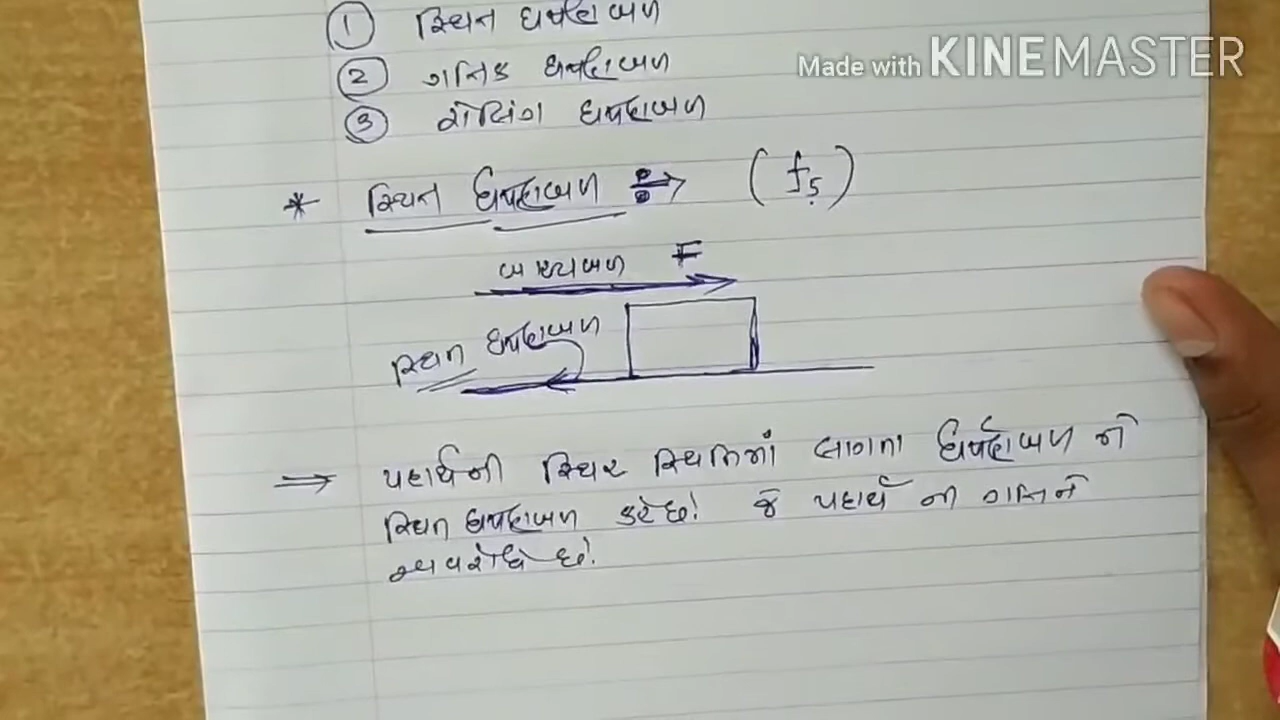 ① સ્થિત ઘર્ષણબળ
Made with KINEMASTER
② ગતિક ઘર્ષણબળ
③ રોલિંગ ઘર્ષણબળ
* સ્થિત ઘર્ષણબળ ÷→ (fs)
બાહ્યબળ F
સ્થિત ઘર્ષણબળ
⇒ પદાર્થની સ્થિર સ્થિતિમાં લાગતા ઘર્ષણબળ ને
સ્થિત ઘર્ષણબળ કહે છે! જે પદાર્થ ની ગતિને
અવરોધે છે!